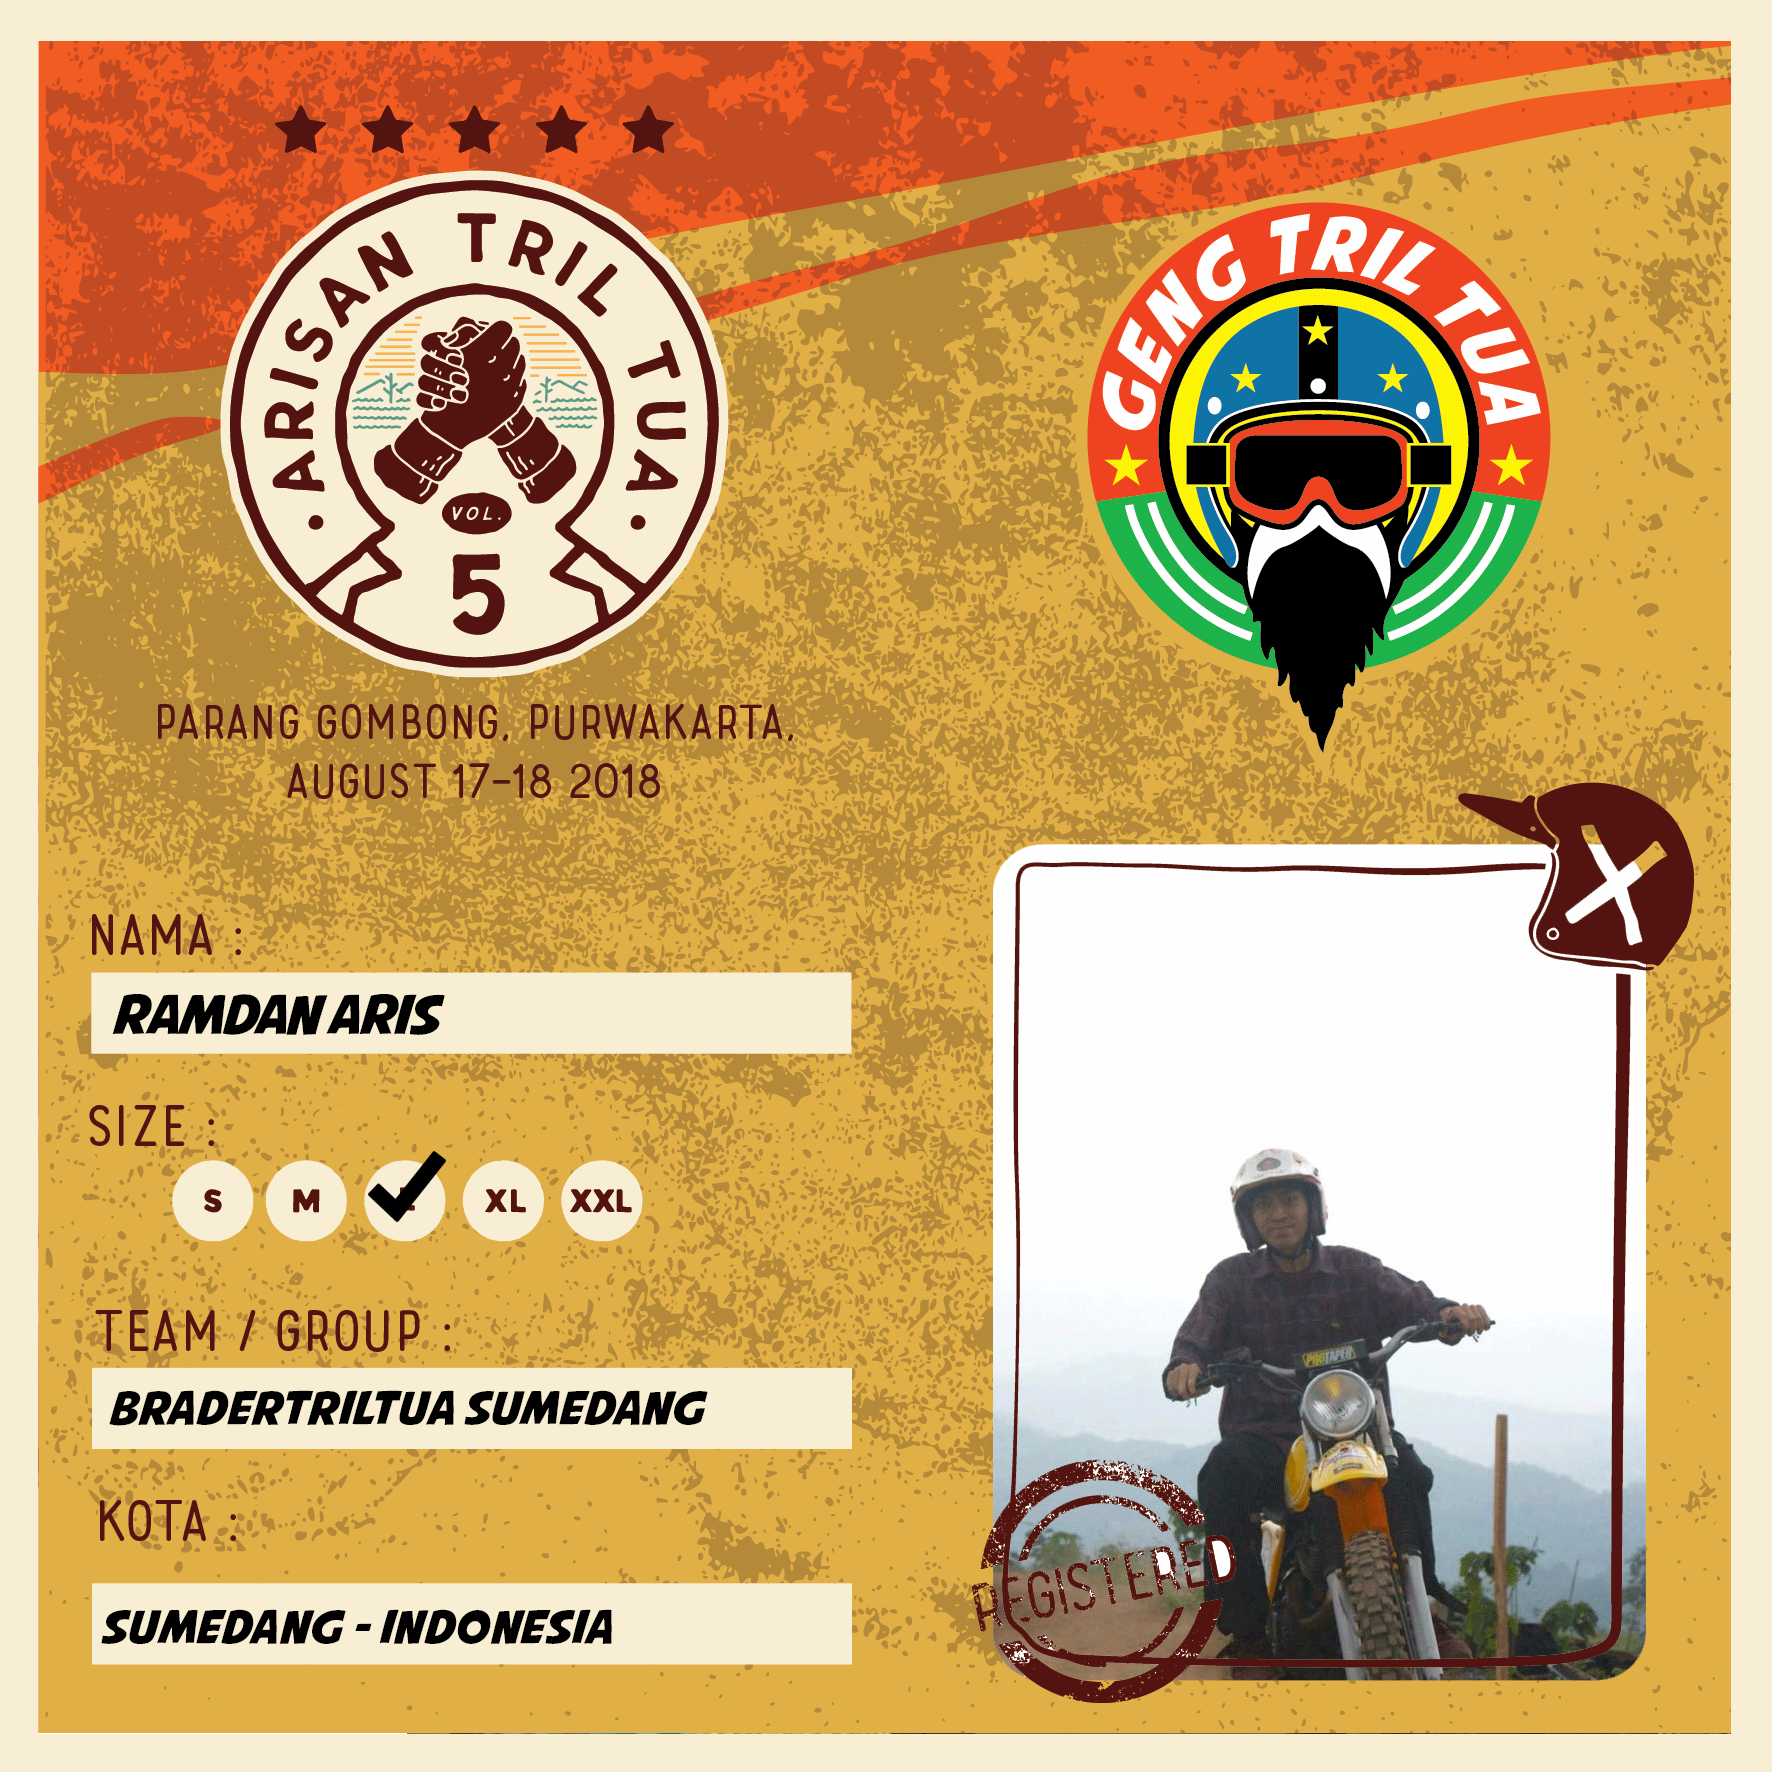 ARISAN TRIL TUA
VOL.
5
GENG TRIL TUA
PARANG GOMBONG, PURWAKARTA,
AUGUST 17-18 2018
NAMA :
RAMDAN ARIS
SIZE :
S M L XL XXL
TEAM / GROUP :
BRADERTRILTUA SUMEDANG
KOTA :
SUMEDANG - INDONESIA
PROTAPER
REGISTERED